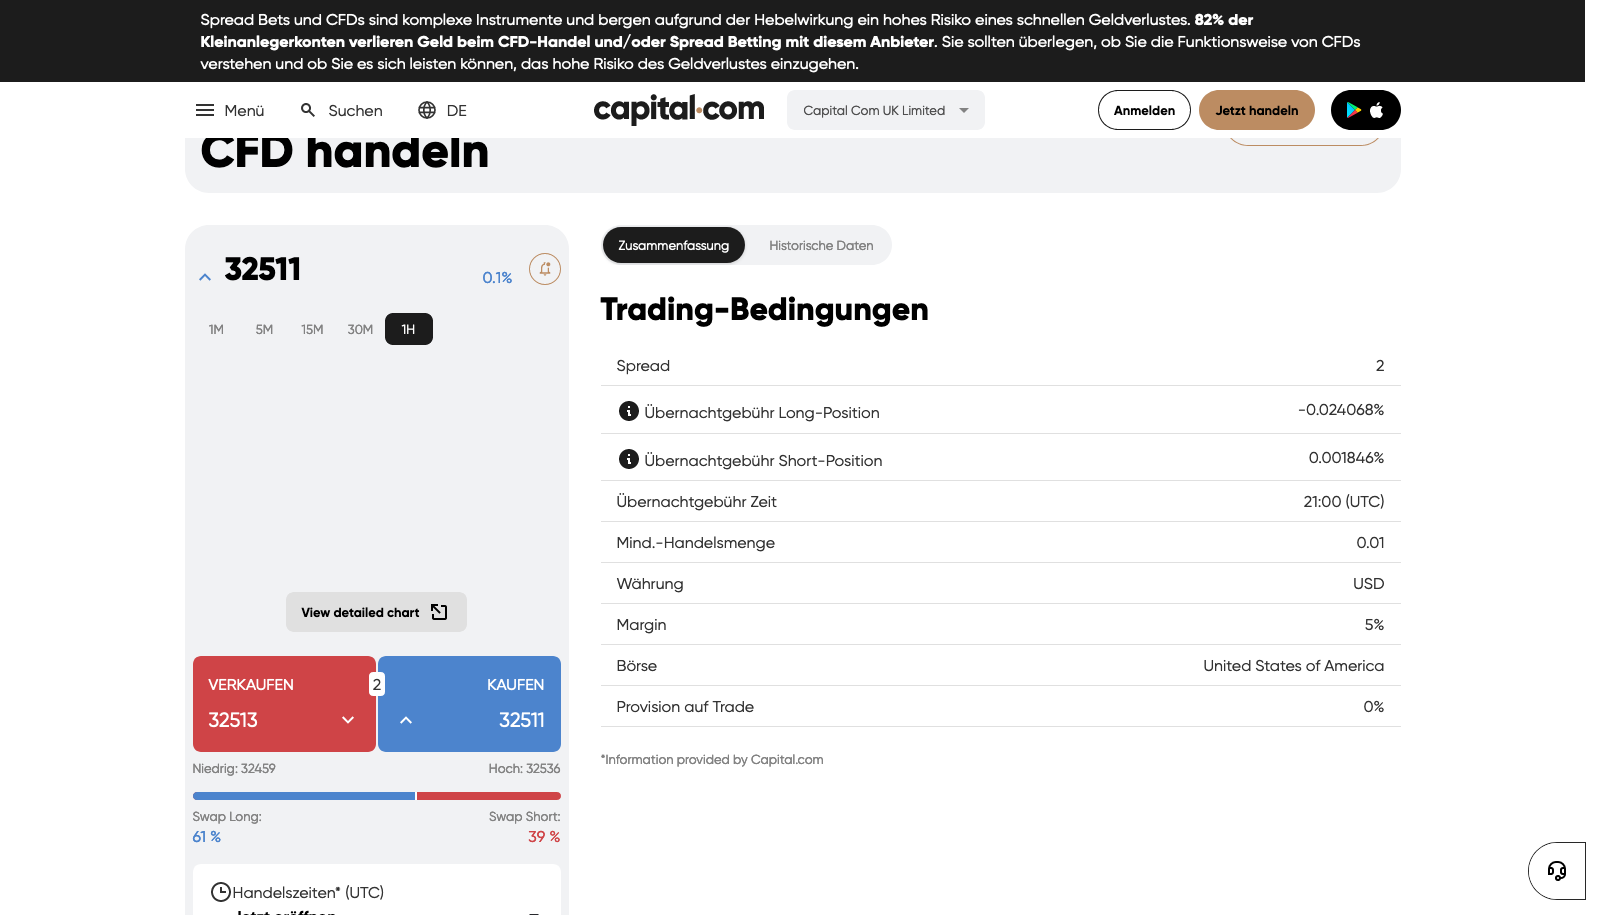 Spread Bets und CFDs sind komplexe Instrumente und bergen aufgrund der Hebelwirkung ein hohes Risiko eines schnellen Geldverlustes. 82% der
Kleinanlegerkonten verlieren Geld beim CFD-Handel und/oder Spread Betting mit diesem Anbieter. Sie sollten überlegen, ob Sie die Funktionsweise von CFDs
verstehen und ob Sie es sich leisten können, das hohe Risiko des Geldverlustes einzugehen.
Menü Suchen DE capital.com Capital Com UK Limited Anmelden Jetzt handeln
CFD handeln
32511 0.1%
1M 5M 15M 30M 1H
View detailed chart
VERKAUFEN 2 KAUFEN
32513 32511
Niedrig: 32459 Hoch: 32536
Swap Long: Swap Short:
61 % 39 %
Handelszeiten* (UTC)
Jetzt eröffnen
Zusammenfassung Historische Daten
Trading-Bedingungen
Spread 2
Übernachtgebühr Long-Position -0.024068%
Übernachtgebühr Short-Position 0.001846%
Übernachtgebühr Zeit 21:00 (UTC)
Mind.-Handelsmenge 0.01
Währung USD
Margin 5%
Börse United States of America
Provision auf Trade 0%
*Information provided by Capital.com